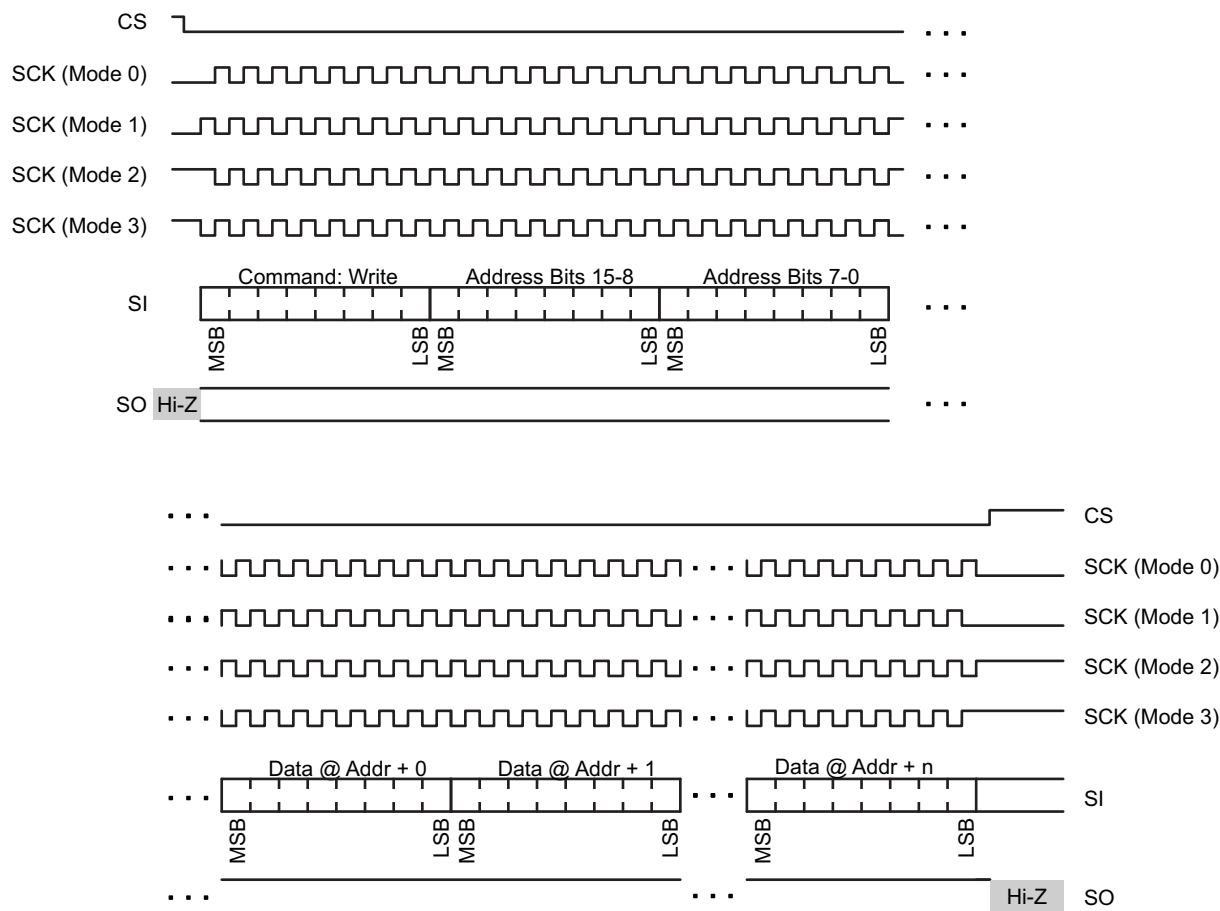 CS
. . .
SCK (Mode 0)
. . .
SCK (Mode 1)
. . .
SCK (Mode 2)
. . .
SCK (Mode 3)
. . .
Command: Write Address Bits 15-8 Address Bits 7-0
SI
. . .
MSB LSB MSB LSB MSB LSB
SO Hi-Z
. . .
. . . CS
. . . . . . SCK (Mode 0)
. . . . . . SCK (Mode 1)
. . . . . . SCK (Mode 2)
. . . . . . SCK (Mode 3)
Data @ Addr + 0 Data @ Addr + 1 Data @ Addr + n
. . . . . . SI
MSB LSB MSB LSB MSB LSB
. . . . . . Hi-Z SO